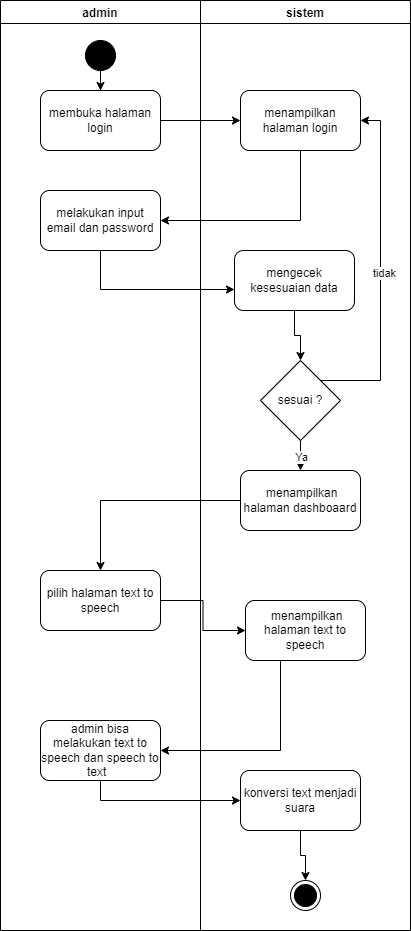 admin
sistem
membuka halaman
login
menampilkan
halaman login
melakukan input
email dan password
mengecek
kesesuaian data
tidak
sesuai ?
Ya
menampilkan
halaman dashboaard
pilih halaman text to
speech
menampilkan
halaman text to
speech
admin bisa
melakukan text to
speech dan speech to
text
konversi text menjadi
suara